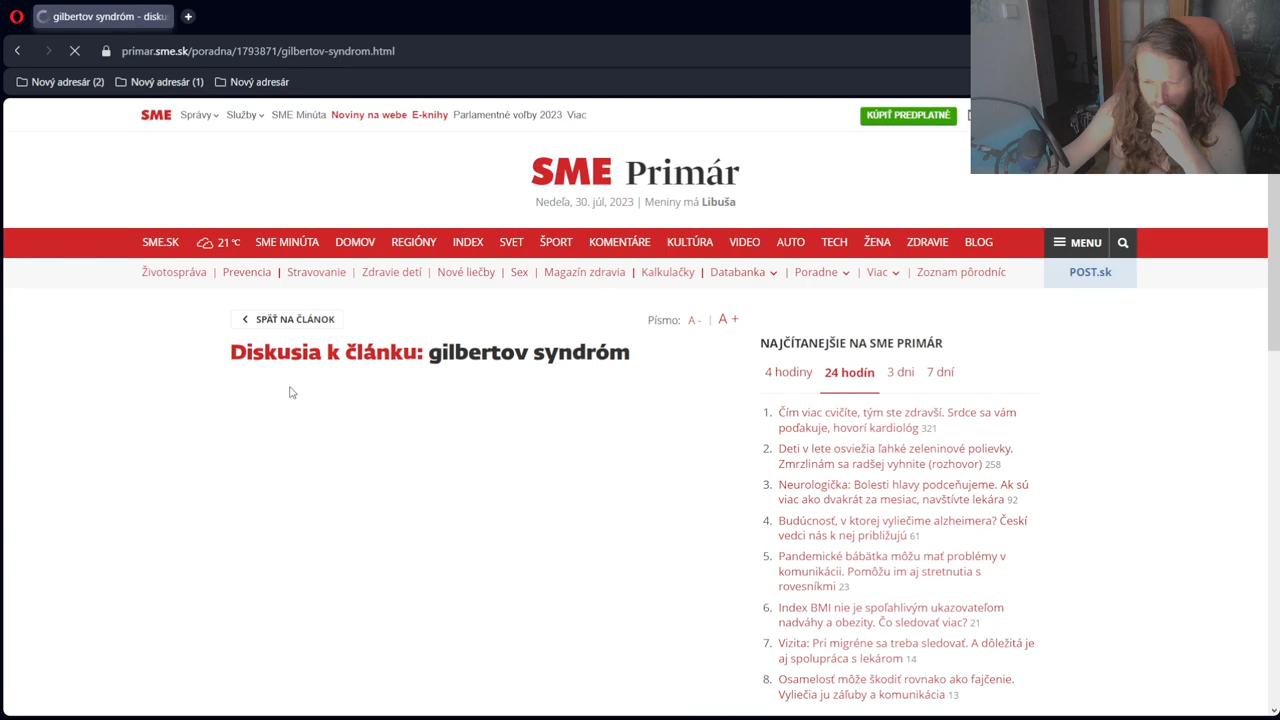 gilbertov syndróm - disku
primar.sme.sk/poradna/1793871/gilbertov-syndrom.html
Nový adresár (2) Nový adresár (1) Nový adresár
SME Správy Služby SME Minúta Noviny na webe E-knihy Parlamentné voľby 2023 Viac
KÚPIŤ PREDPLATNÉ
SME Primár
Nedeľa, 30. júl, 2023 | Meniny má Libuša
SME.SK 21 °C SME MINÚTA DOMOV REGIÓNY INDEX SVET ŠPORT KOMENTÁRE KULTÚRA VIDEO AUTO TECH ŽENA ZDRAVIE BLOG MENU
Životospráva | Prevencia | Stravovanie | Zdravie detí | Nové liečby | Sex | Magazín zdravia | Kalkulačky | Databanka | Poradne | Viac | Zoznam pôrodníc
POST.sk
SPÄŤ NA ČLÁNOK
Písmo: A - | A +
Diskusia k článku: gilbertov syndróm
NAJČÍTANEJŠIE NA SME PRIMÁR
4 hodiny 24 hodín 3 dni 7 dní
1. Čím viac cvičíte, tým ste zdravší. Srdce sa vám
poďakuje, hovorí kardiológ 321
2. Deti v lete osviežia ľahké zeleninové polievky.
Zmrzlinám sa radšej vyhnite (rozhovor) 258
3. Neurologička: Bolesti hlavy podceňujeme. Ak sú
viac ako dvakrát za mesiac, navštívte lekára 92
4. Budúcnosť, v ktorej vyliečime alzheimera? Českí
vedci nás k nej približujú 61
5. Pandemické bábätka môžu mať problémy v
komunikácii. Pomôžu im aj stretnutia s
rovesníkmi 23
6. Index BMI nie je spoľahlivým ukazovateľom
nadváhy a obezity. Čo sledovať viac? 21
7. Vizita: Pri migréne sa treba sledovať. A dôležitá je
aj spolupráca s lekárom 14
8. Osamelosť môže škodiť rovnako ako fajčenie.
Vyliečia ju záľuby a komunikácia 13